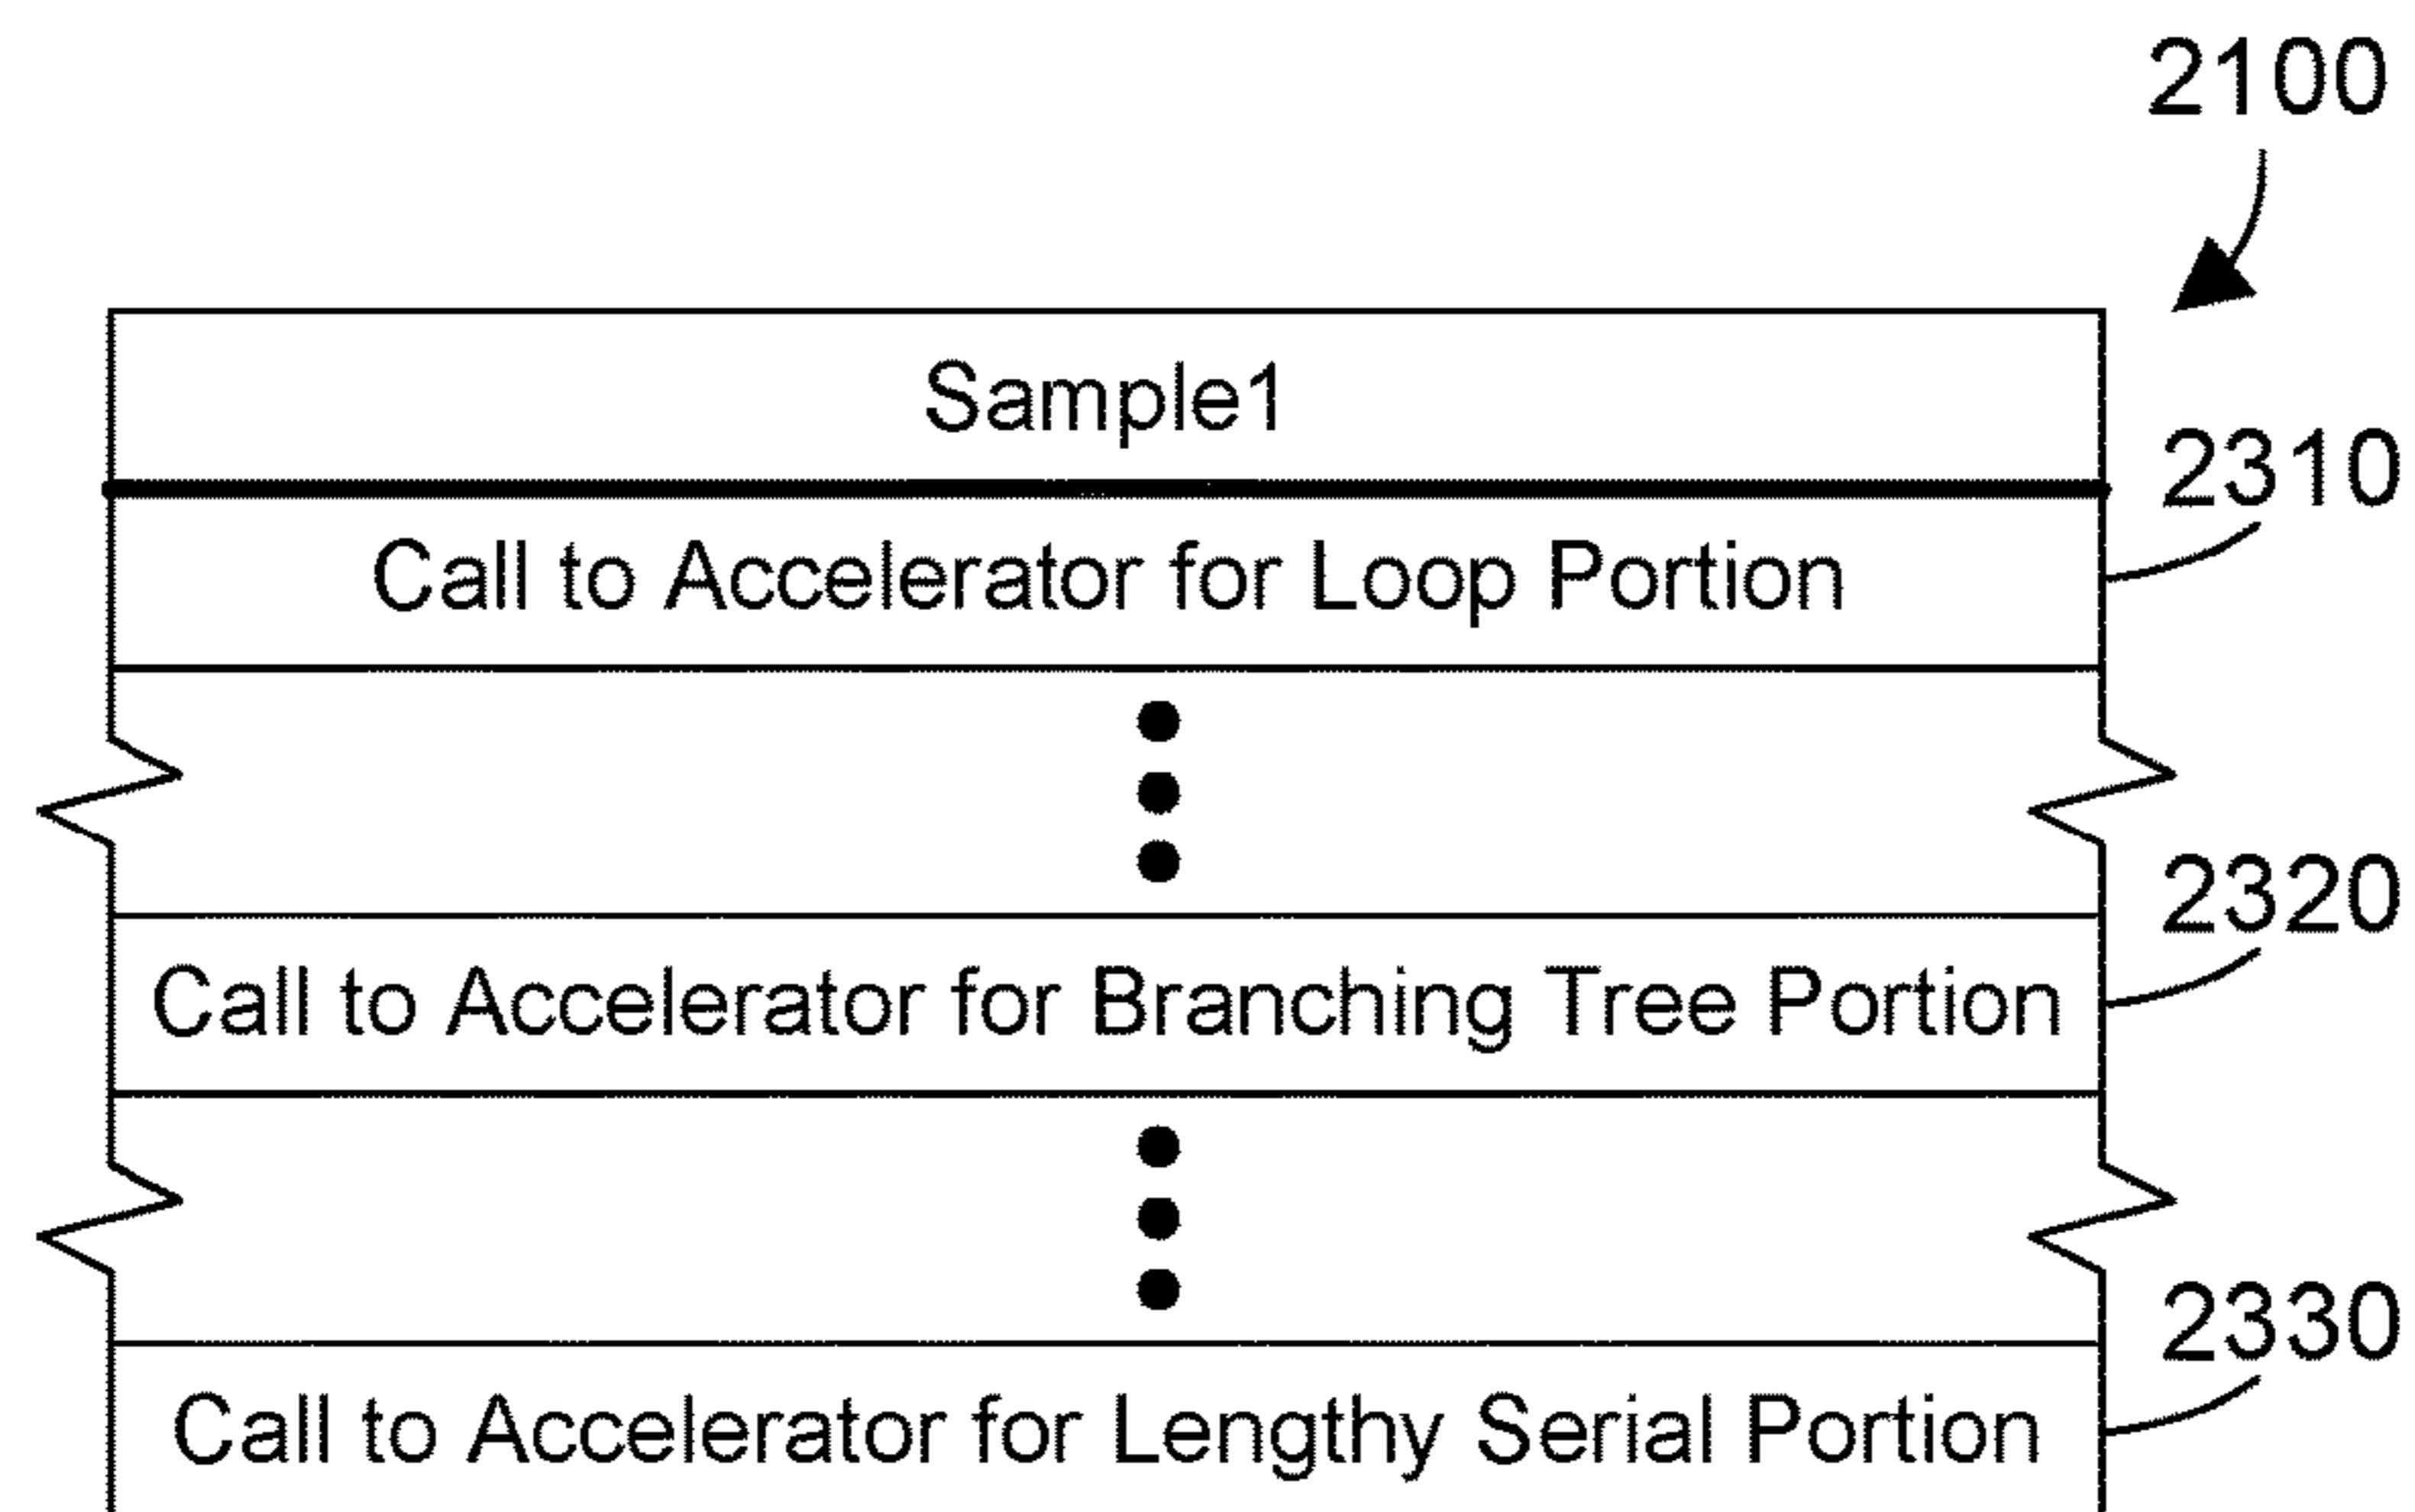 2100
Sample1
2310
Call to Accelerator for Loop Portion
2320
Call to Accelerator for Branching Tree Portion
2330
Call to Accelerator for Lengthy Serial Portion